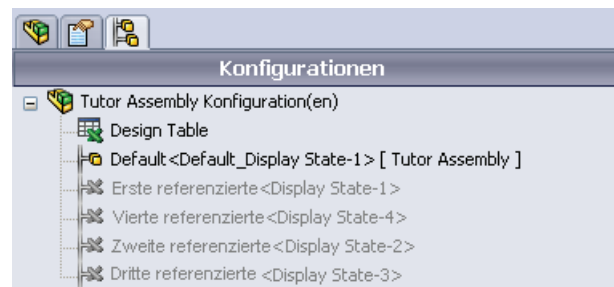 Konfigurationen
Tutor Assembly Konfiguration(en)
Design Table
Default<Default_Display State-1> [ Tutor Assembly ]
Erste referenzierte<Display State-1>
Vierte referenzierte<Display State-4>
Zweite referenzierte<Display State-2>
Dritte referenzierte <Display State-3>